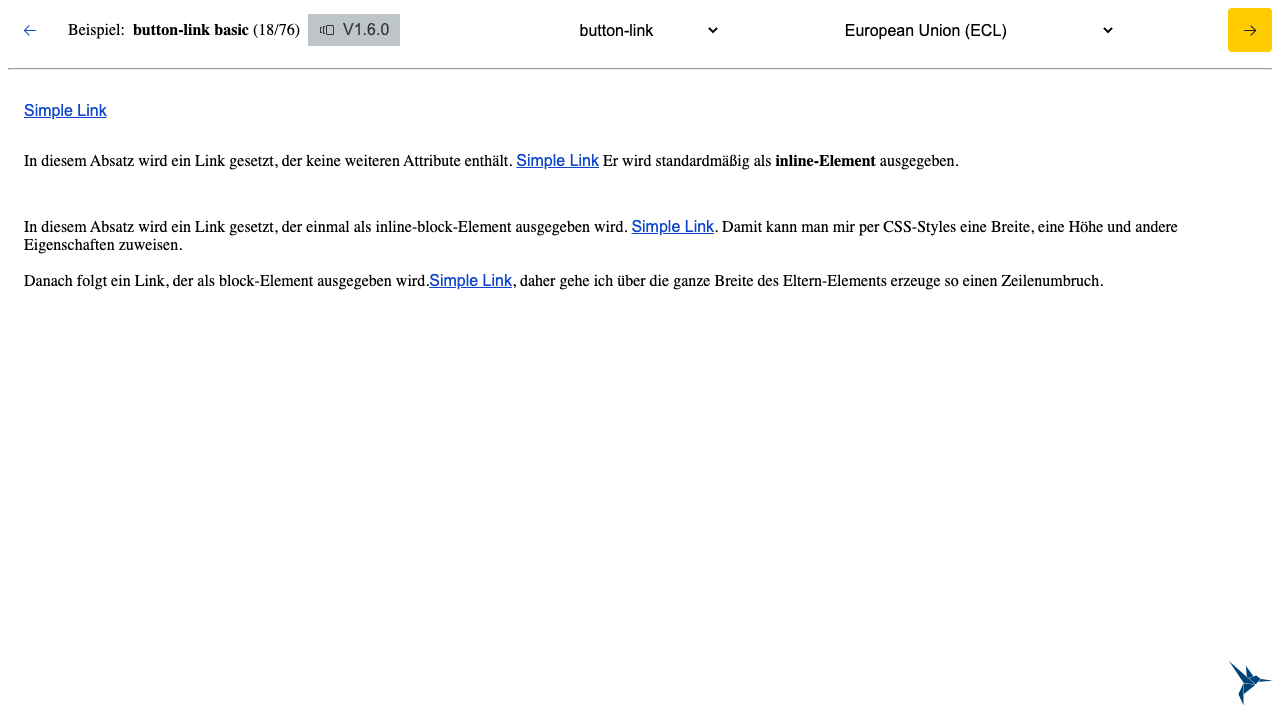 ← Beispiel: button-link basic (18/76) V1.6.0 button-link European Union (ECL) →
Simple Link
In diesem Absatz wird ein Link gesetzt, der keine weiteren Attribute enthält. Simple Link Er wird standardmäßig als inline-Element ausgegeben.
In diesem Absatz wird ein Link gesetzt, der einmal als inline-block-Element ausgegeben wird. Simple Link. Damit kann man mir per CSS-Styles eine Breite, eine Höhe und andere
Eigenschaften zuweisen.
Danach folgt ein Link, der als block-Element ausgegeben wird.Simple Link, daher gehe ich über die ganze Breite des Eltern-Elements erzeuge so einen Zeilenumbruch.